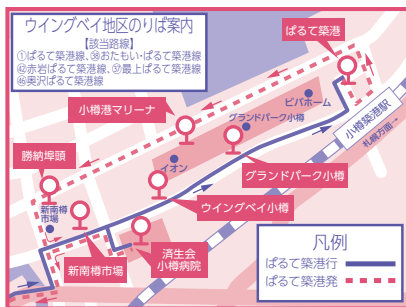 ウイングベイ地区のりば案内
【該当路線】
①ぱるて築港線、㊳おたもい・ぱるて築港線
㊷赤岩ぱるて築港線、㊲最上ぱるて築港線
㊻奥沢ぱるて築港線
ぱるて築港
小樽港マリーナ
ビバホーム
グランドパーク小樽
小樽築港駅
札幌方面→
勝納埠頭
イオン
グランドパーク小樽
新南樽
市場
ウイングベイ小樽
新南樽市場
済生会
小樽病院
凡例
ぱるて築港行
ぱるて築港発